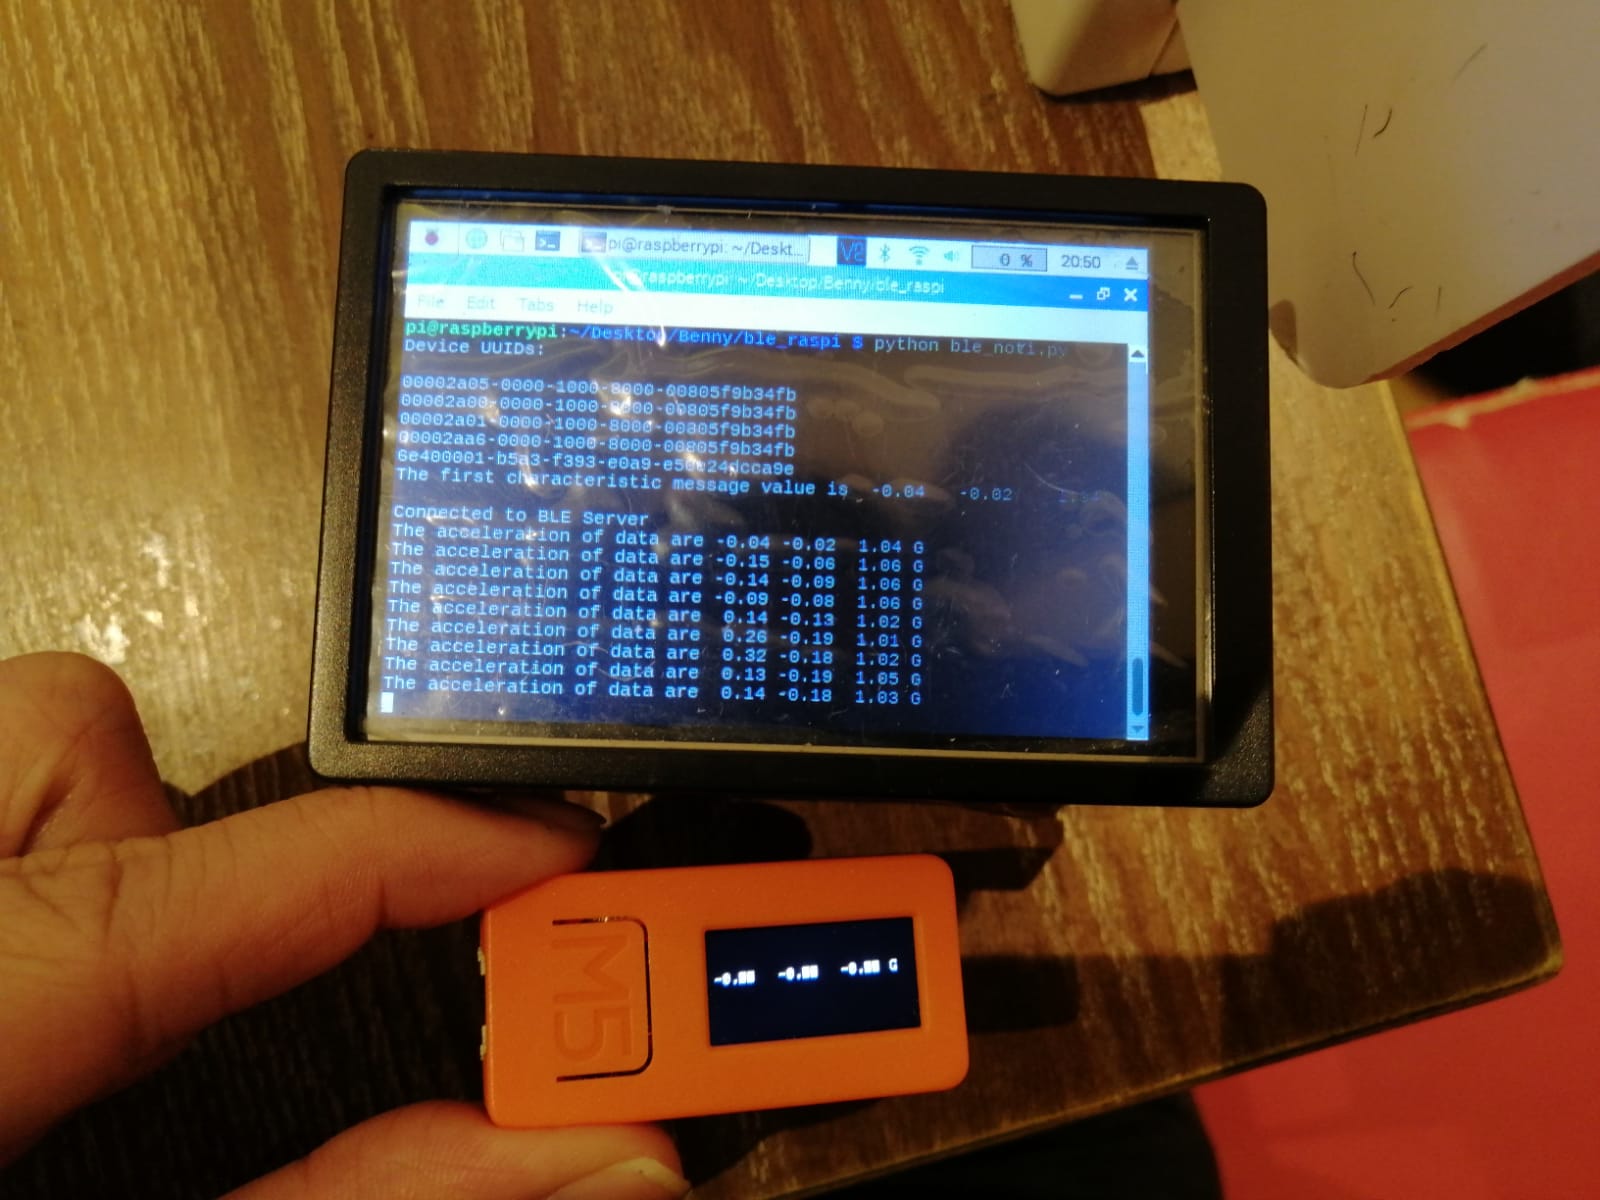 pi@raspberrypi: ~/Deskt...
0 %
20:50
pi@raspberrypi: ~/Desktop/Benny/ble_raspi
File Edit Tabs Help
pi@raspberrypi:~/Desktop/Benny/ble_raspi $ python ble_noti.py
Device UUIDs:
00002a05-0000-1000-8000-00805f9b34fb
00002a00-0000-1000-8000-00805f9b34fb
00002a01-0000-1000-8000-00805f9b34fb
00002aa6-0000-1000-8000-00805f9b34fb
6e400001-b5a3-f393-e0a9-e50e24dcca9e
The first characteristic message value is -0.04 -0.02
Connected to BLE Server
The acceleration of data are -0.04 -0.02 1.04 G
The acceleration of data are -0.15 -0.06 1.06 G
The acceleration of data are -0.14 -0.09 1.06 G
The acceleration of data are -0.09 -0.08 1.06 G
The acceleration of data are 0.14 -0.13 1.02 G
The acceleration of data are 0.26 -0.19 1.01 G
The acceleration of data are 0.32 -0.18 1.02 G
The acceleration of data are 0.13 -0.19 1.05 G
The acceleration of data are 0.14 -0.18 1.03 G
M5
G